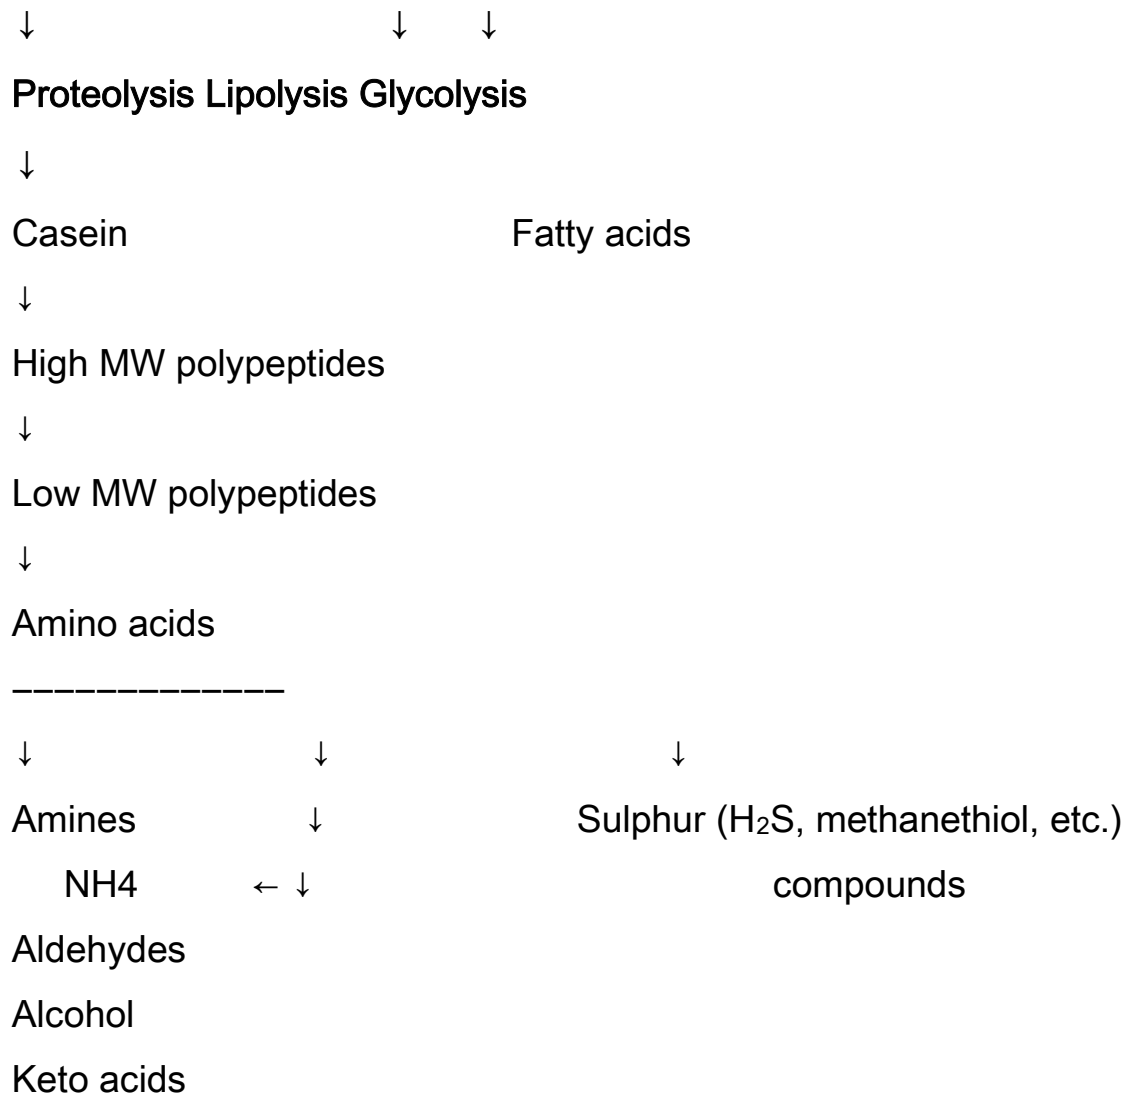 ↓ ↓ ↓
Proteolysis Lipolysis Glycolysis
↓
Casein Fatty acids
↓
High MW polypeptides
↓
Low MW polypeptides
↓
Amino acids
–––––––––––––
↓ ↓ ↓
Amines ↓ Sulphur (H₂S, methanethiol, etc.)
NH4 ← ↓ compounds
Aldehydes
Alcohol
Keto acids